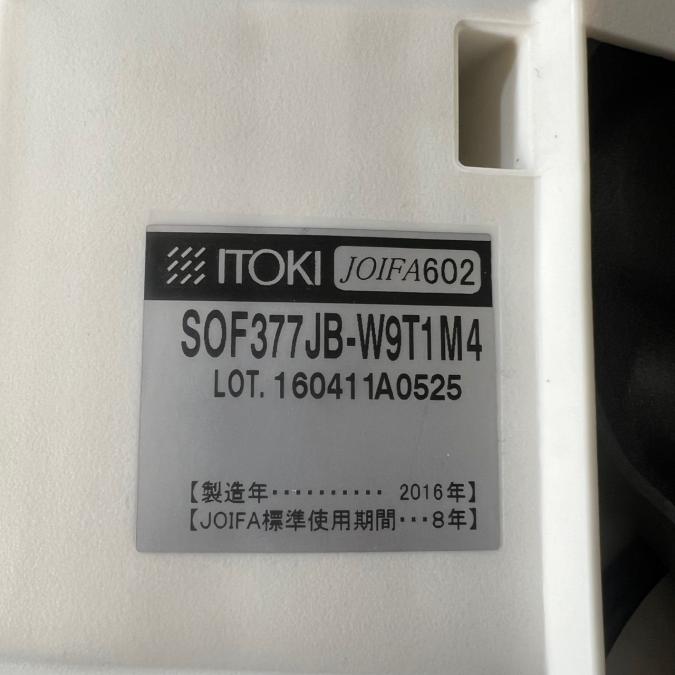 ITOKI JOIFA602
SOF377JB-W9T1M4
LOT. 160411A0525
【製造年‥‥‥‥‥ 2016年】
【JOIFA標準使用期間…8年】